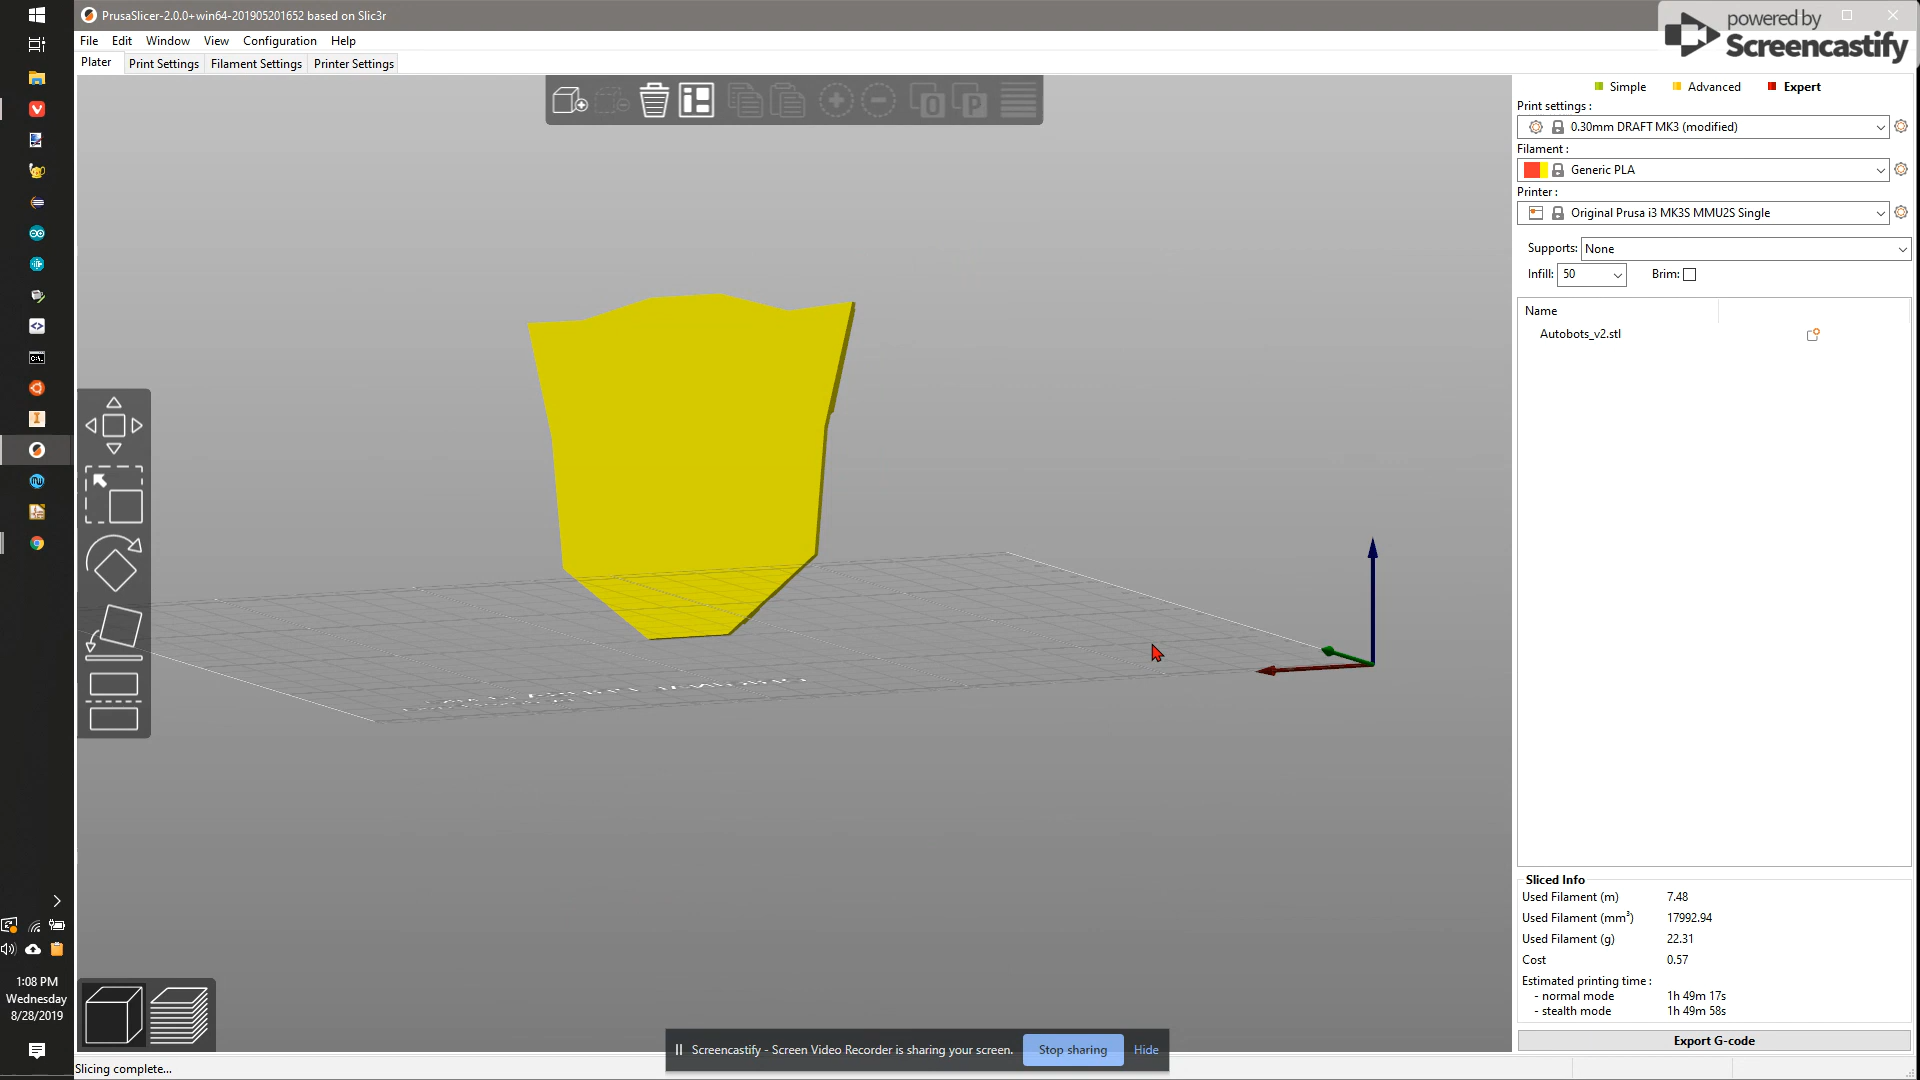 PrusaSlicer-2.0.0+win64-201905201652 based on Slic3r
powered by
Screencastify
File Edit Window View Configuration Help
Plater Print Settings Filament Settings Printer Settings
Simple Advanced Expert
Print settings :
0.30mm DRAFT MK3 (modified)
Filament :
Generic PLA
Printer :
Original Prusa i3 MK3S MMU2S Single
Supports: None
Infill: 50 Brim:
Name
Autobots_v2.stl
Sliced Info
Used Filament (m) 7.48
Used Filament (mm³) 17992.94
Used Filament (g) 22.31
Cost 0.57
Estimated printing time :
- normal mode 1h 49m 17s
- stealth mode 1h 49m 58s
Export G-code
1:08 PM
Wednesday
8/28/2019
Screencastify - Screen Video Recorder is sharing your screen. Stop sharing Hide
Slicing complete...